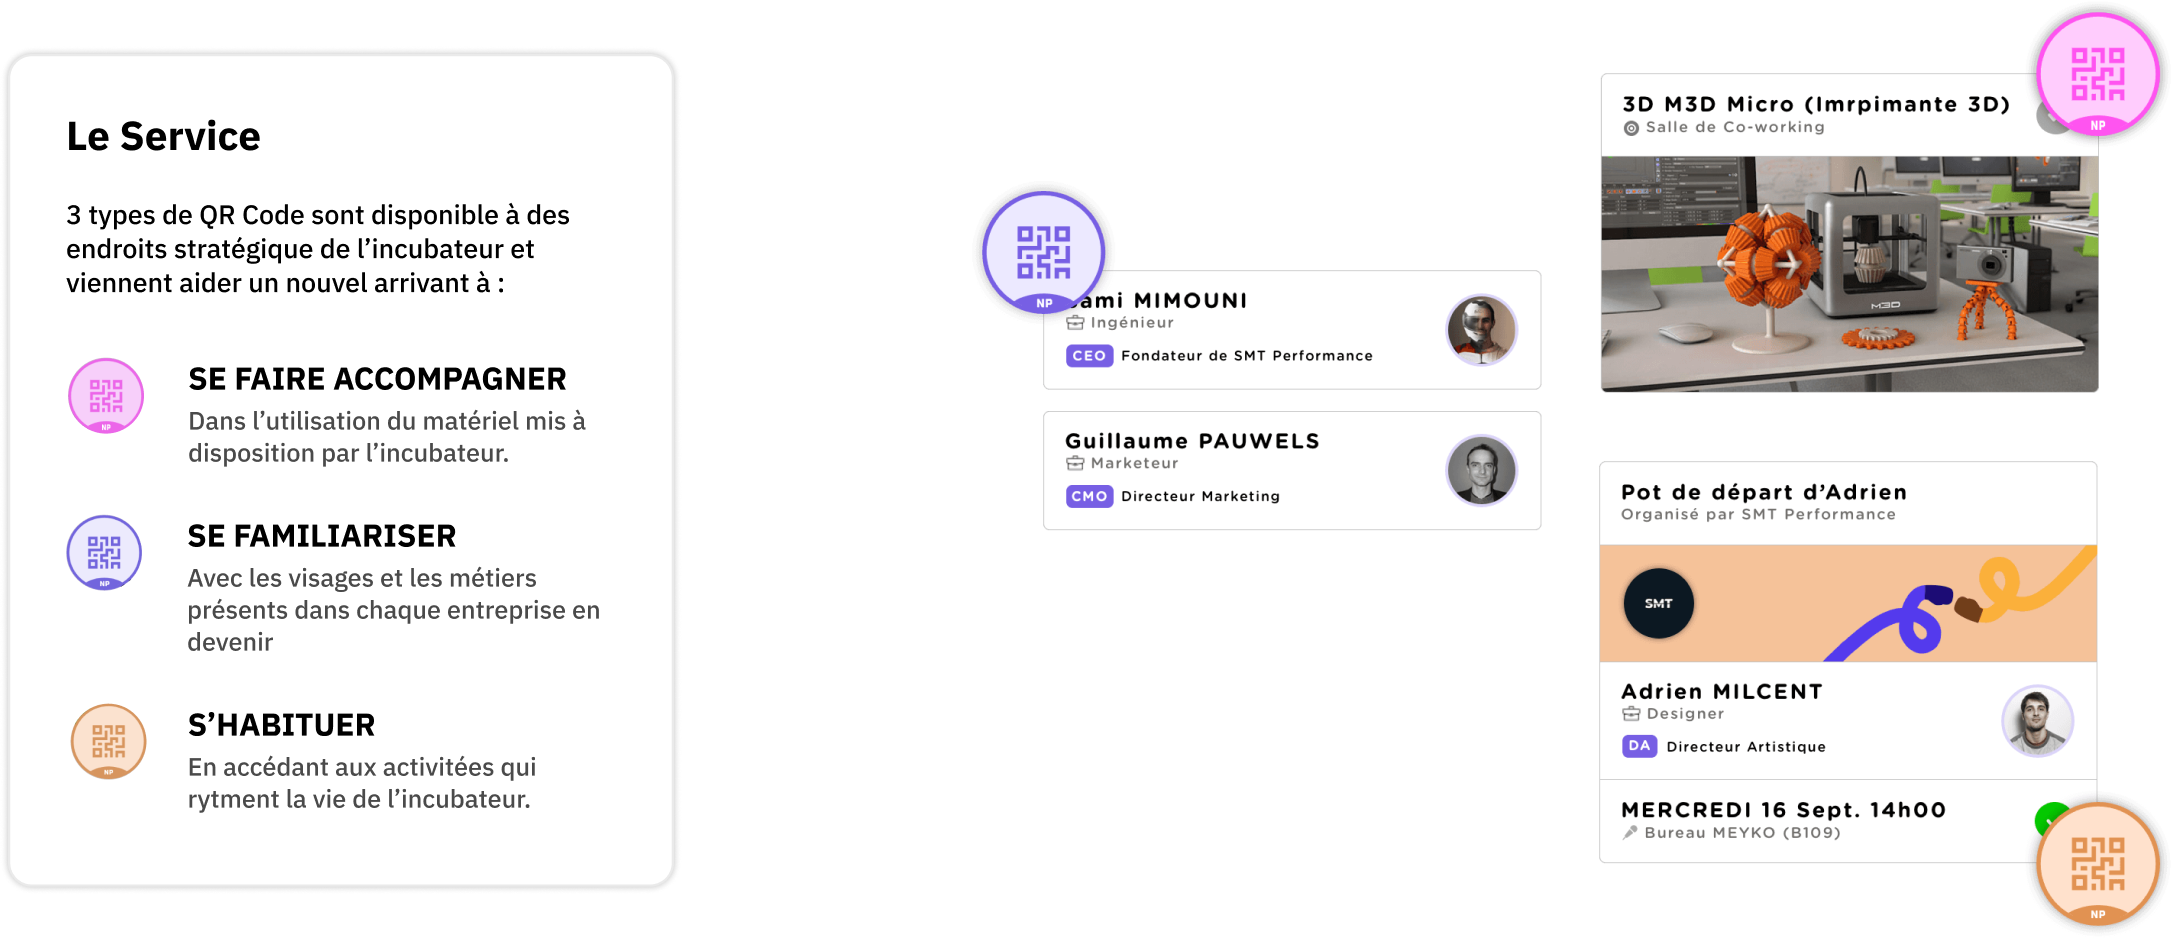 Le Service
3 types de QR Code sont disponible à des
endroits stratégique de l’incubateur et
viennent aider un nouvel arrivant à :
NP
SE FAIRE ACCOMPAGNER
Dans l’utilisation du matériel mis à
disposition par l’incubateur.
NP
SE FAMILIARISER
Avec les visages et les métiers
présents dans chaque entreprise en
devenir
NP
S’HABITUER
En accédant aux activitées qui
rytment la vie de l’incubateur.
NP
ami MIMOUNI
Ingénieur
CEO Fondateur de SMT Performance
Guillaume PAUWELS
Marketeur
CMO Directeur Marketing
NP
3D M3D Micro (Imrpimante 3D)
Salle de Co-working
M3D
Pot de départ d’Adrien
Organisé par SMT Performance
SMT
Adrien MILCENT
Designer
DA Directeur Artistique
MERCREDI 16 Sept. 14h00
Bureau MEYKO (B109)
NP